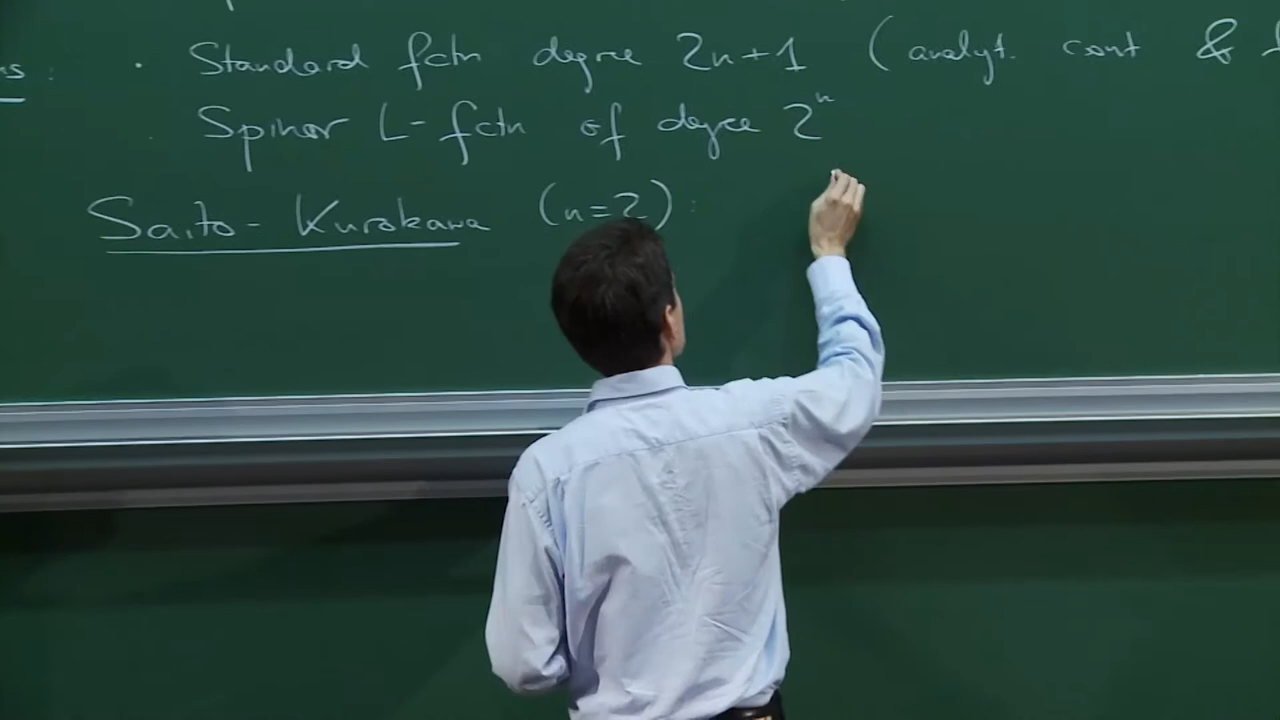 · Standard fctn degree 2n+1 (analyt. cont &
Spinor L-fctn of degree 2^n
Saito-Kurokawa (n=2):